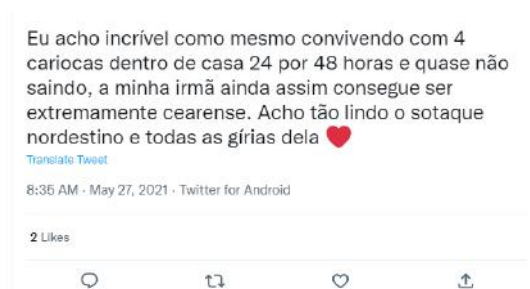 Eu acho incrível como mesmo convivendo com 4
cariocas dentro de casa 24 por 48 horas e quase não
saindo, a minha irmã ainda assim consegue ser
extremamente cearense. Acho tão lindo o sotaque
nordestino e todas as gírias dela ❤
Translate Tweet
8:35 AM · May 27, 2021 · Twitter for Android
2 Likes